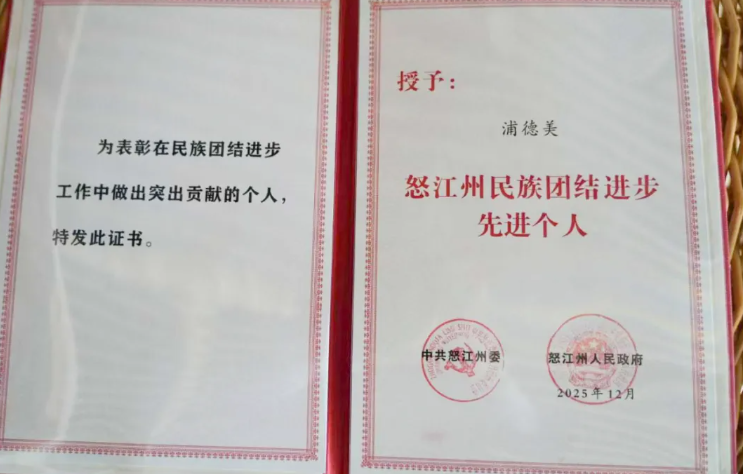 为表彰在民族团结进步
工作中做出突出贡献的个人，
特发此证书。
授予：
浦德美
怒江州民族团结进步
先进个人
中共怒江州委
怒江州人民政府
2025年12月